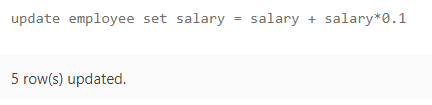 update employee set salary = salary + salary*0.1
5 row(s) updated.